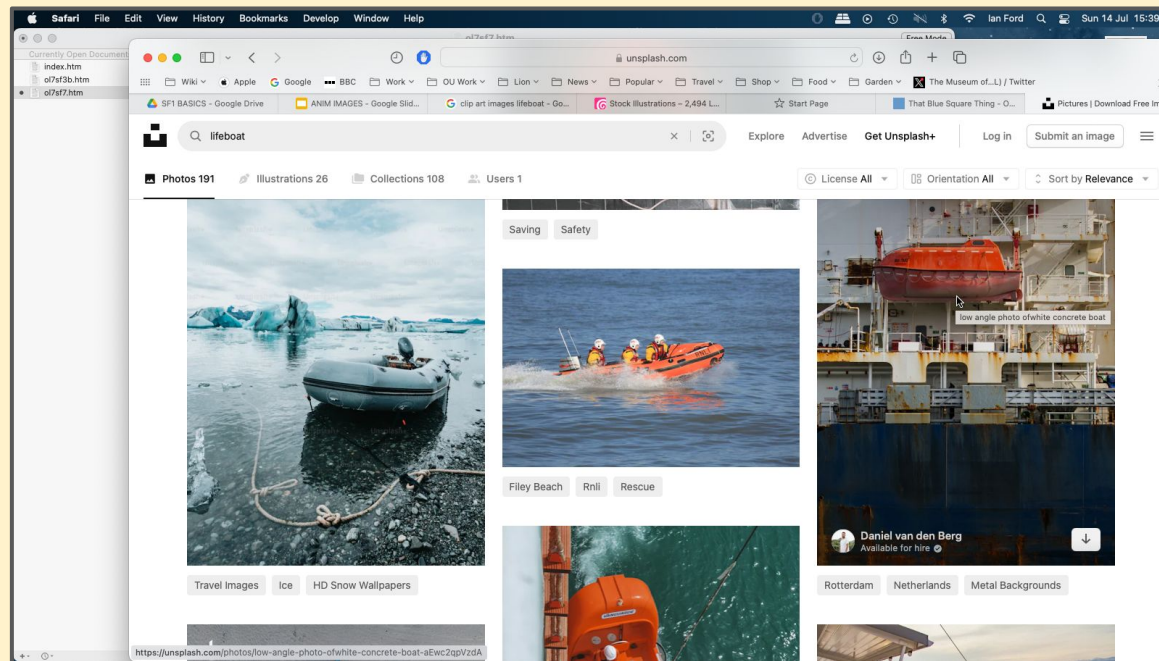 Safari File Edit View History Bookmarks Develop Window Help Ian Ford Sun 14 Jul 15:39
ol7sf7.htm
Currently Open Document
index.htm
ol7sf3b.htm
ol7sf7.htm
unsplash.com
Wiki Apple Google BBC Work OU Work Lion News Popular Travel Shop Food Garden The Museum of...L) / Twitter
SF1 BASICS - Google Drive ANIM IMAGES - Google Slid... clip art images lifeboat - Go... Stock Illustrations – 2,494 L... Start Page That Blue Square Thing - O... Pictures | Download Free Im
lifeboat Explore Advertise Get Unsplash+ Log in Submit an image
Photos 191 Illustrations 26 Collections 108 Users 1 License All Orientation All Sort by Relevance
Saving Safety
low angle photo ofwhite concrete boat
RNLI
Filey Beach Rnli Rescue
Daniel van den Berg
Available for hire
Travel Images Ice HD Snow Wallpapers
Rotterdam Netherlands Metal Backgrounds
https://unsplash.com/photos/low-angle-photo-ofwhite-concrete-boat-aEwc2qpVzdA